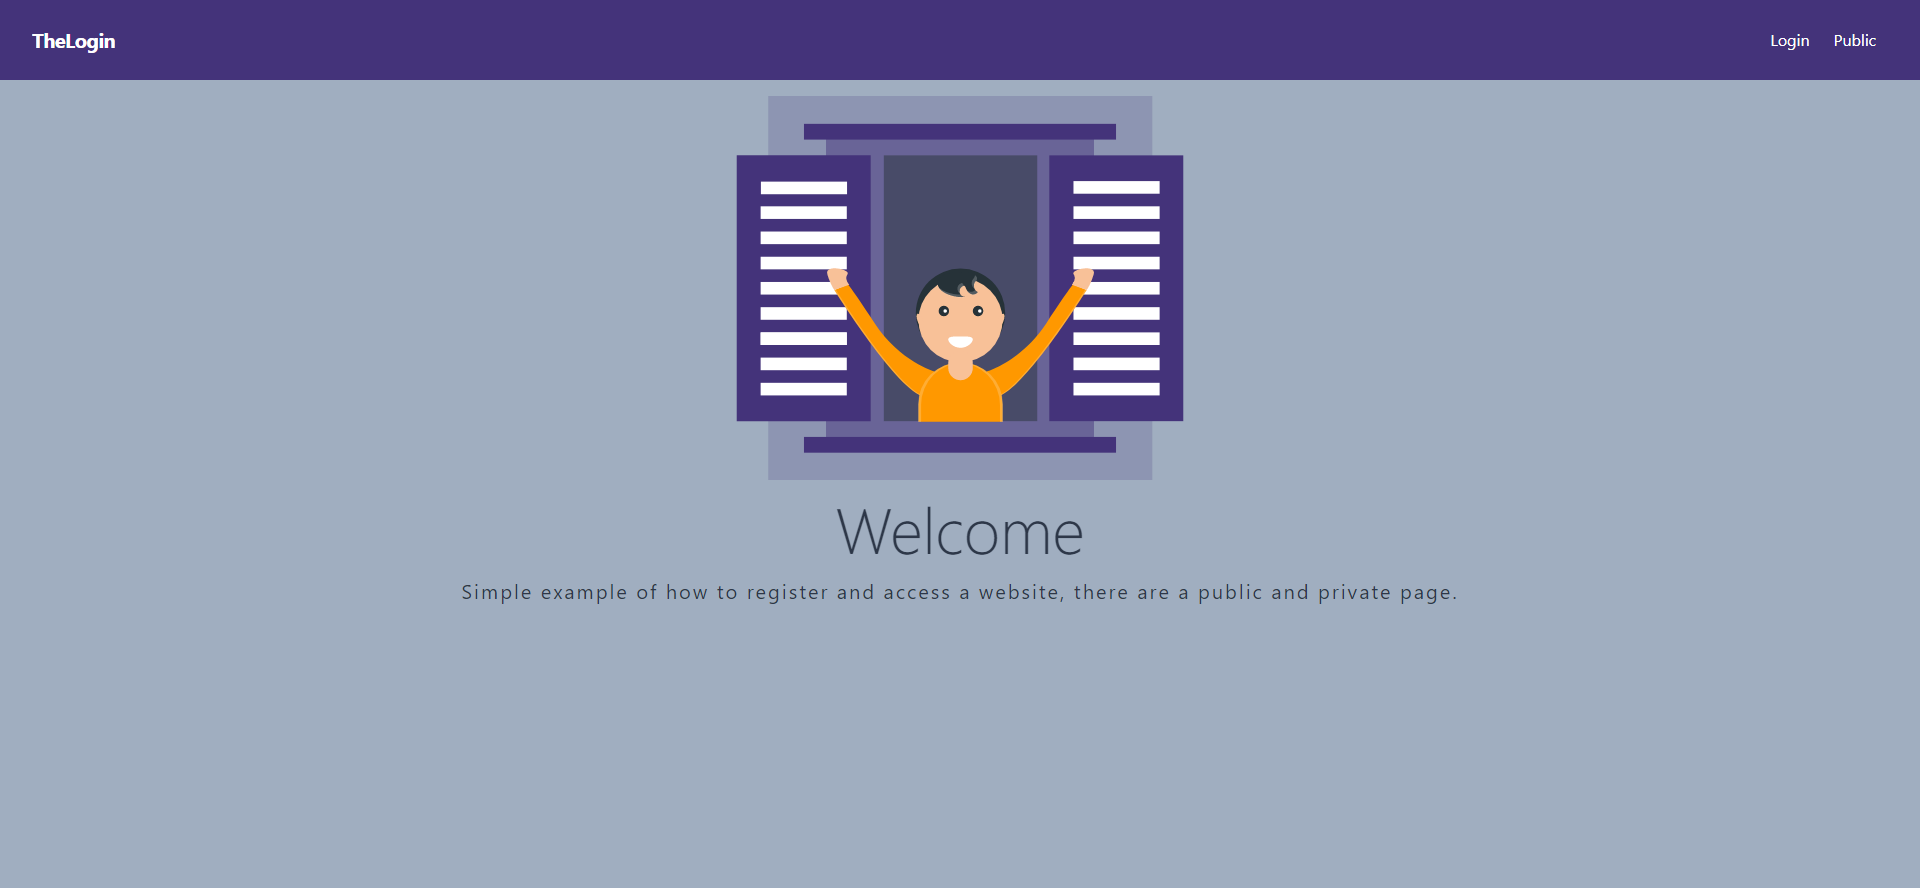 TheLogin
Login
Public
Welcome
Simple example of how to register and access a website, there are a public and private page.